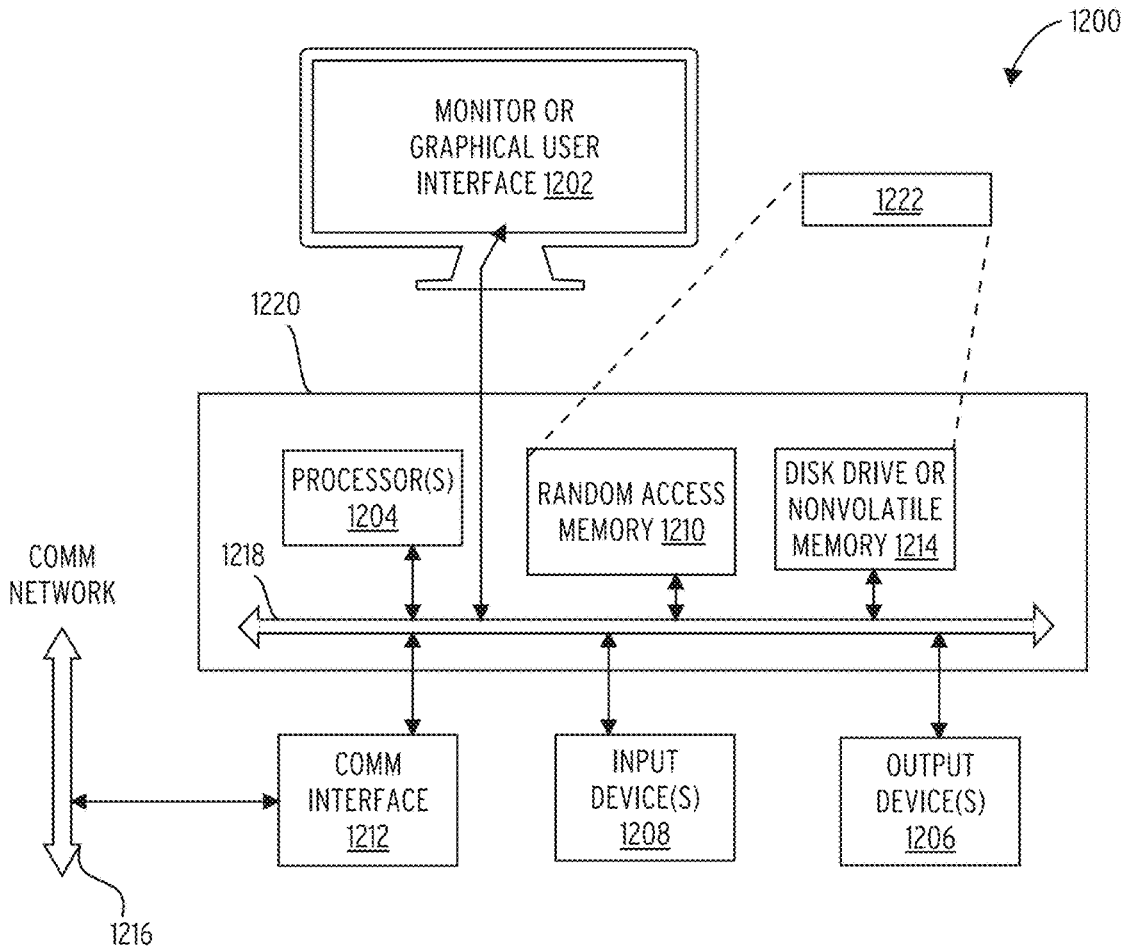 1200
MONITOR OR
GRAPHICAL USER
INTERFACE 1202
1222
1220
PROCESSOR(S)
1204
RANDOM ACCESS
MEMORY 1210
DISK DRIVE OR
NONVOLATILE
MEMORY 1214
1218
COMM
NETWORK
COMM
INTERFACE
1212
INPUT
DEVICE(S)
1208
OUTPUT
DEVICE(S)
1206
1216